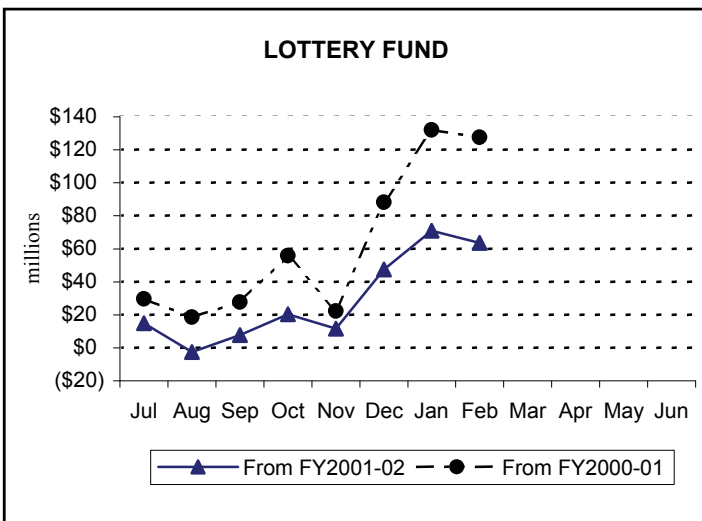 LOTTERY FUND
$140
$120
$100
$80
$60
$40
$20
$0
($20)
millions
Jul Aug Sep Oct Nov Dec Jan Feb Mar Apr May Jun
From FY2001-02 From FY2000-01